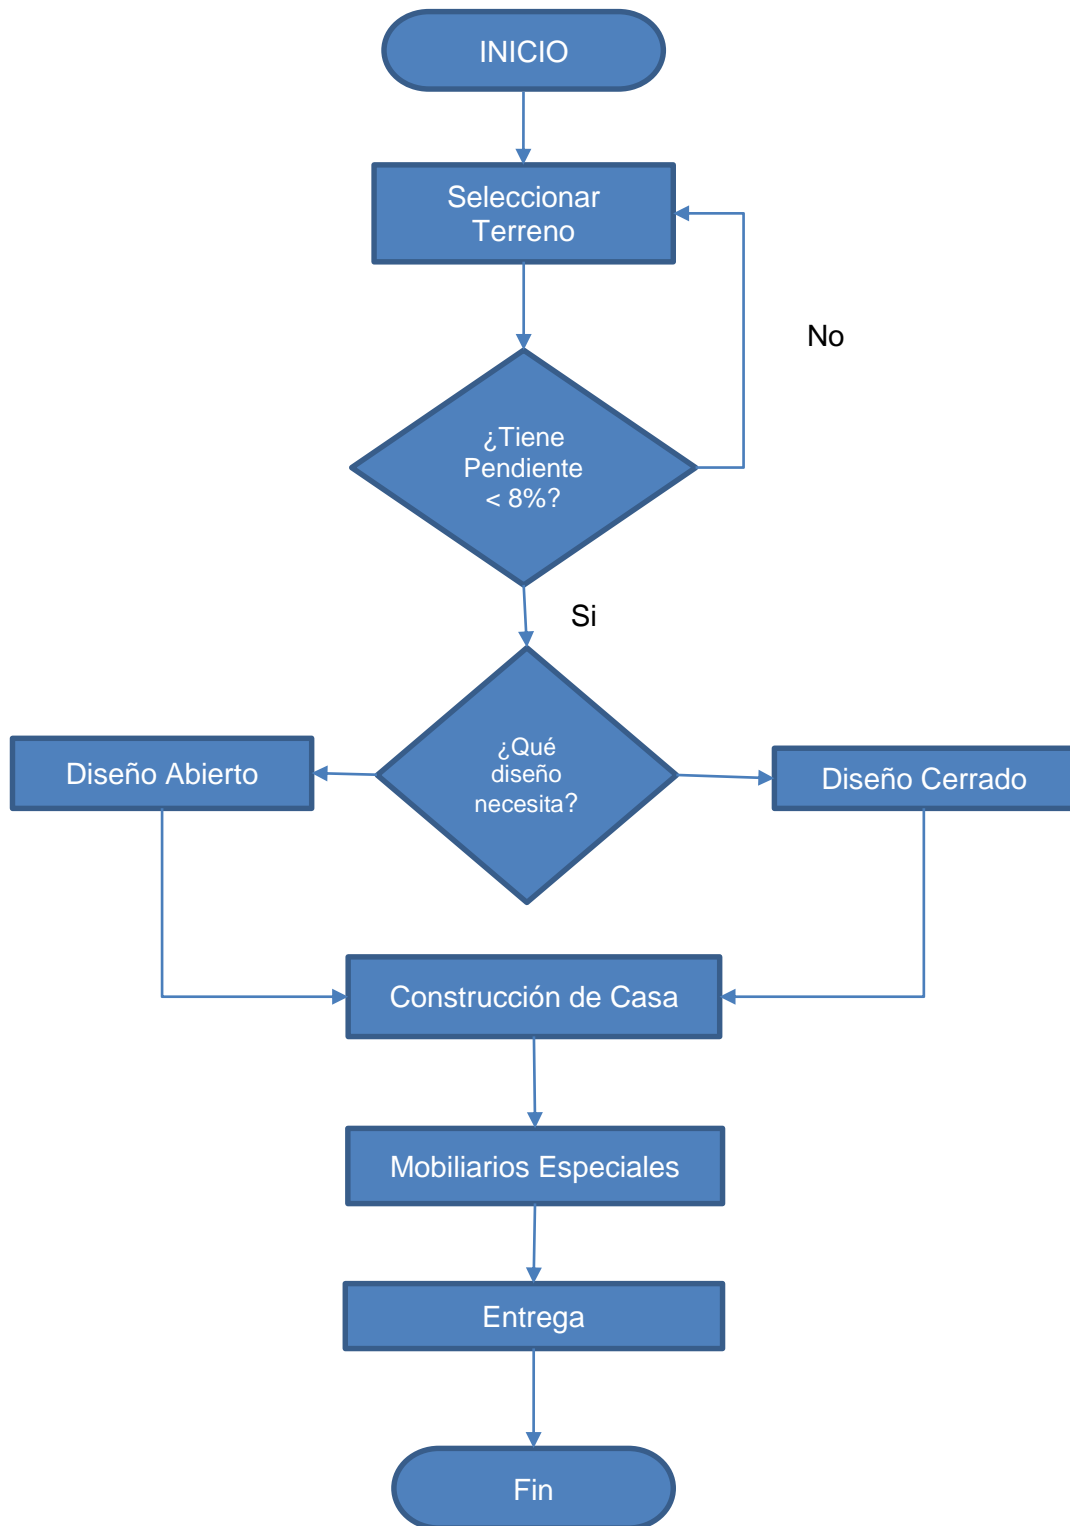 INICIO
Seleccionar
Terreno
No
¿Tiene
Pendiente
< 8%?
Si
¿Qué
diseño
necesita?
Diseño Abierto
Diseño Cerrado
Construcción de Casa
Mobiliarios Especiales
Entrega
Fin